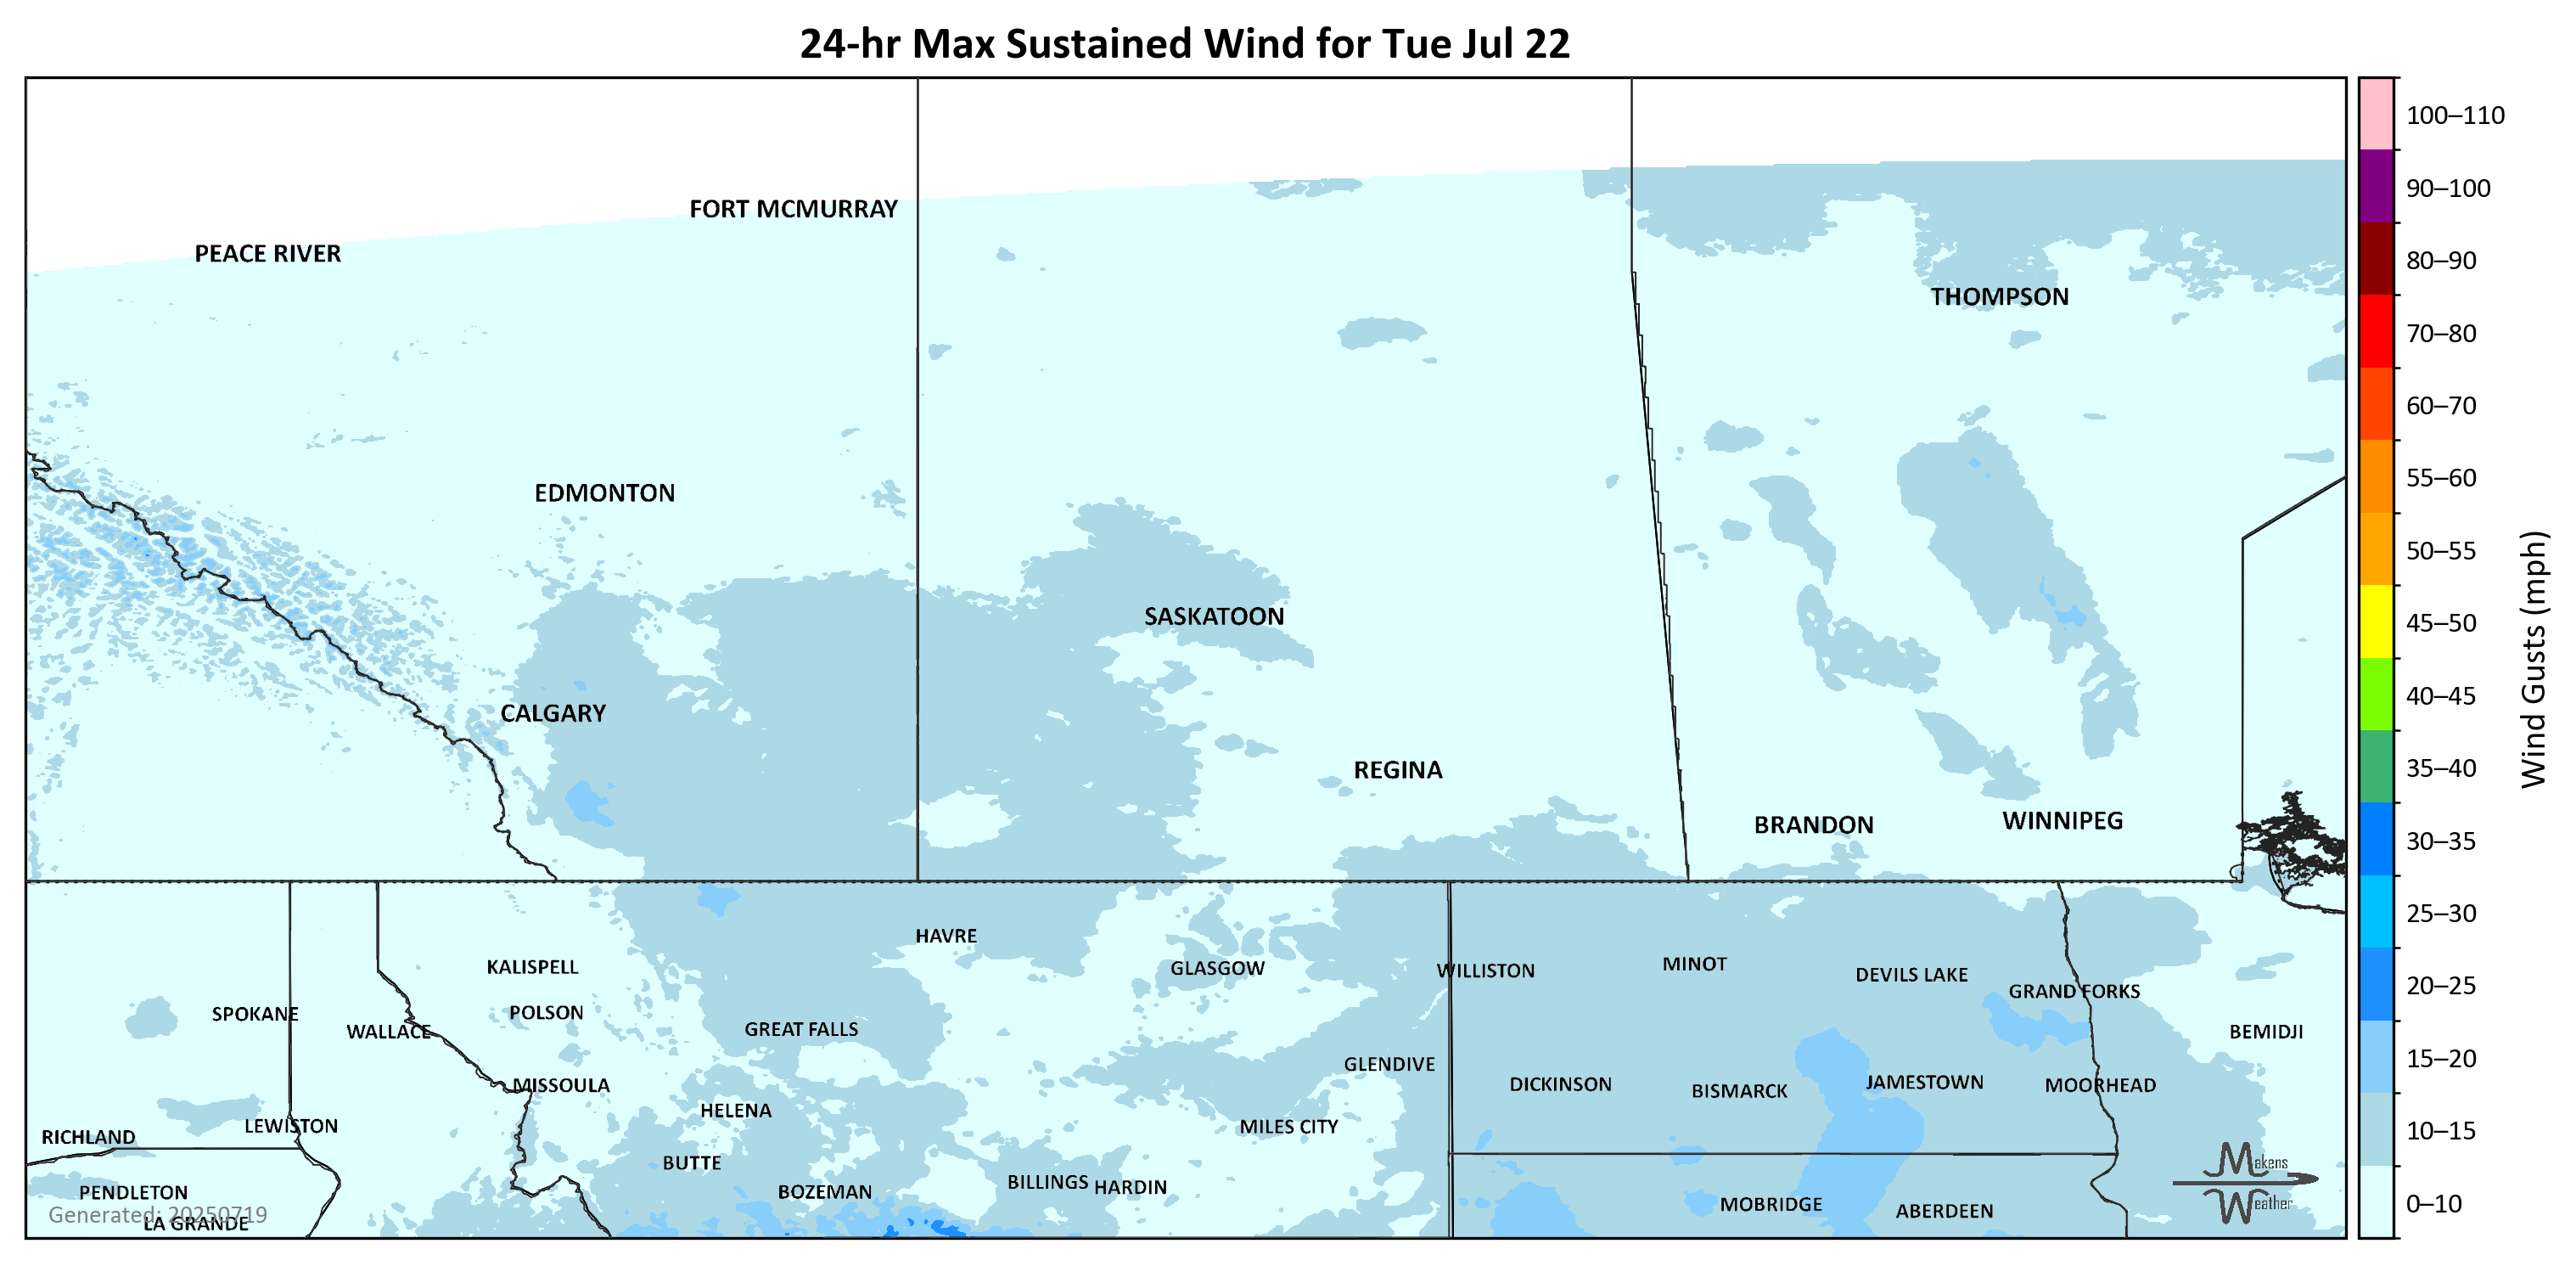 24-hr Max Sustained Wind for Tue Jul 22
FORT MCMURRAY
PEACE RIVER
THOMPSON
EDMONTON
SASKATOON
CALGARY
REGINA
BRANDON
WINNIPEG
HAVRE
KALISPELL
GLASGOW
WILLISTON
MINOT
DEVILS LAKE
GRAND FORKS
SPOKANE
POLSON
WALLACE
GREAT FALLS
BEMIDJI
GLENDIVE
MISSOULA
DICKINSON
BISMARCK
JAMESTOWN
MOORHEAD
HELENA
LEWISTON
MILES CITY
RICHLAND
BUTTE
PENDLETON
BOZEMAN
BILLINGS
HARDIN
MOBRIDGE
ABERDEEN
LA GRANDE
Generated: 20250719
Makens
Weather
100–110
90–100
80–90
70–80
60–70
55–60
50–55
45–50
40–45
35–40
30–35
25–30
20–25
15–20
10–15
0–10
Wind Gusts (mph)